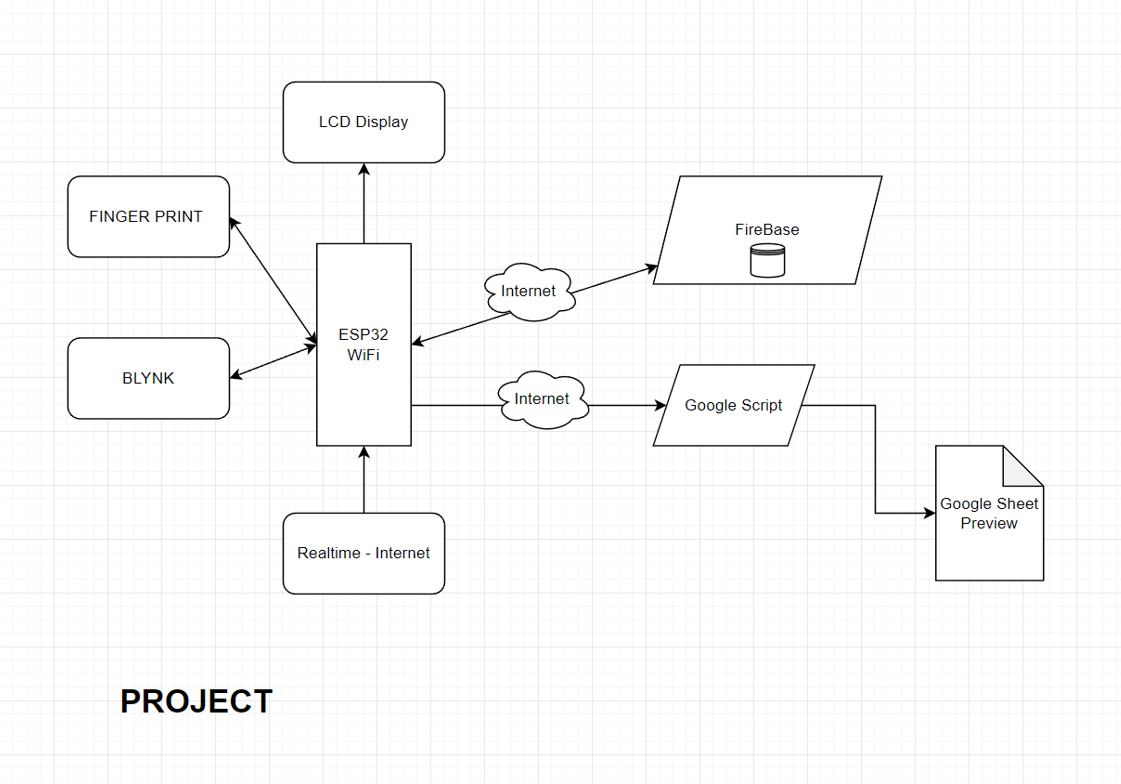 LCD Display
FINGER PRINT
FireBase
Internet
ESP32
WiFi
BLYNK
Internet
Google Script
Google Sheet
Preview
Realtime - Internet
PROJECT